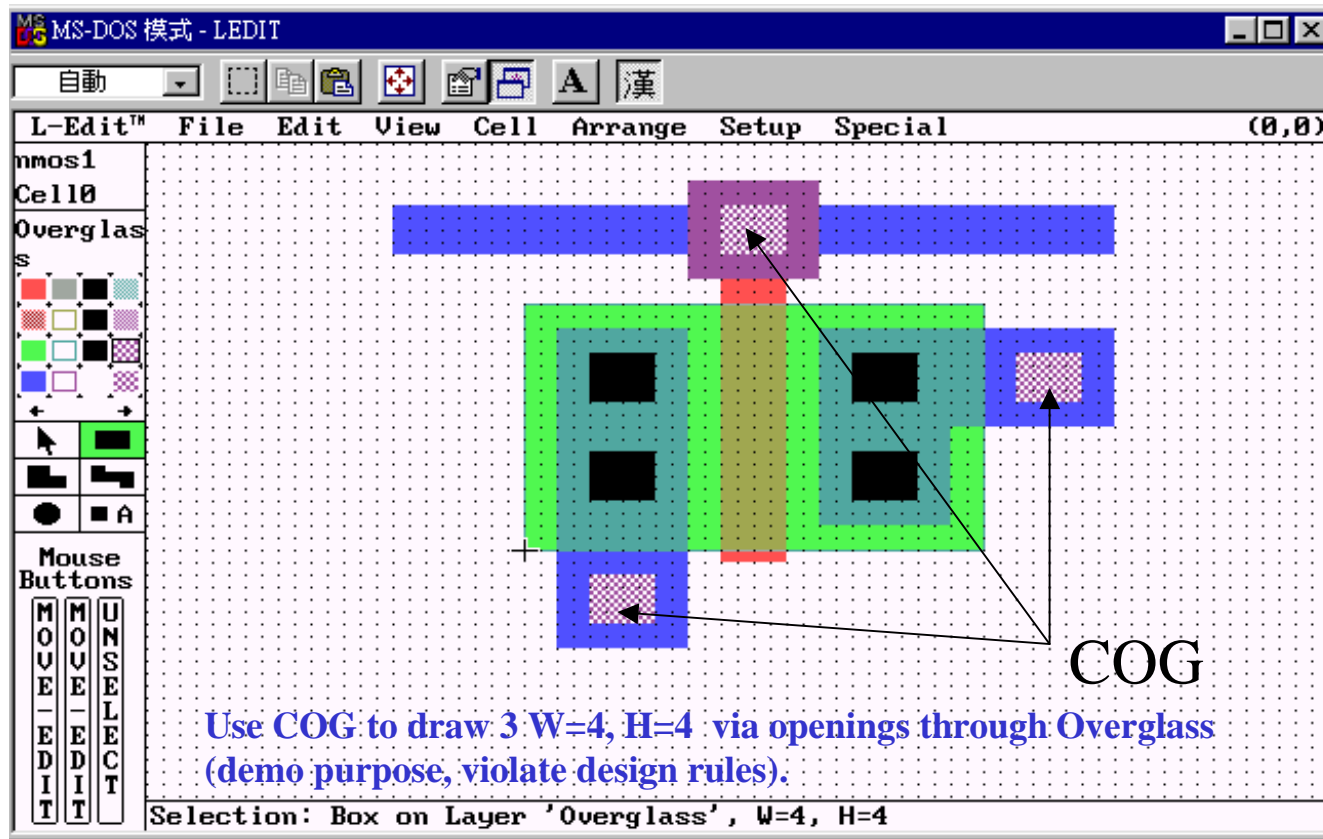 MS-DOS 模式 - LEDIT
自動
A 漢
L-Edit™ File Edit View Cell Arrange Setup Special (0,0)
nmos1
Cell0
Overglas
s
A
Mouse
Buttons
MOVE-EDIT MOVE-EDIT UNSELECT
COG
Use COG to draw 3 W=4, H=4 via openings through Overglass
(demo purpose, violate design rules).
Selection: Box on Layer 'Overglass', W=4, H=4